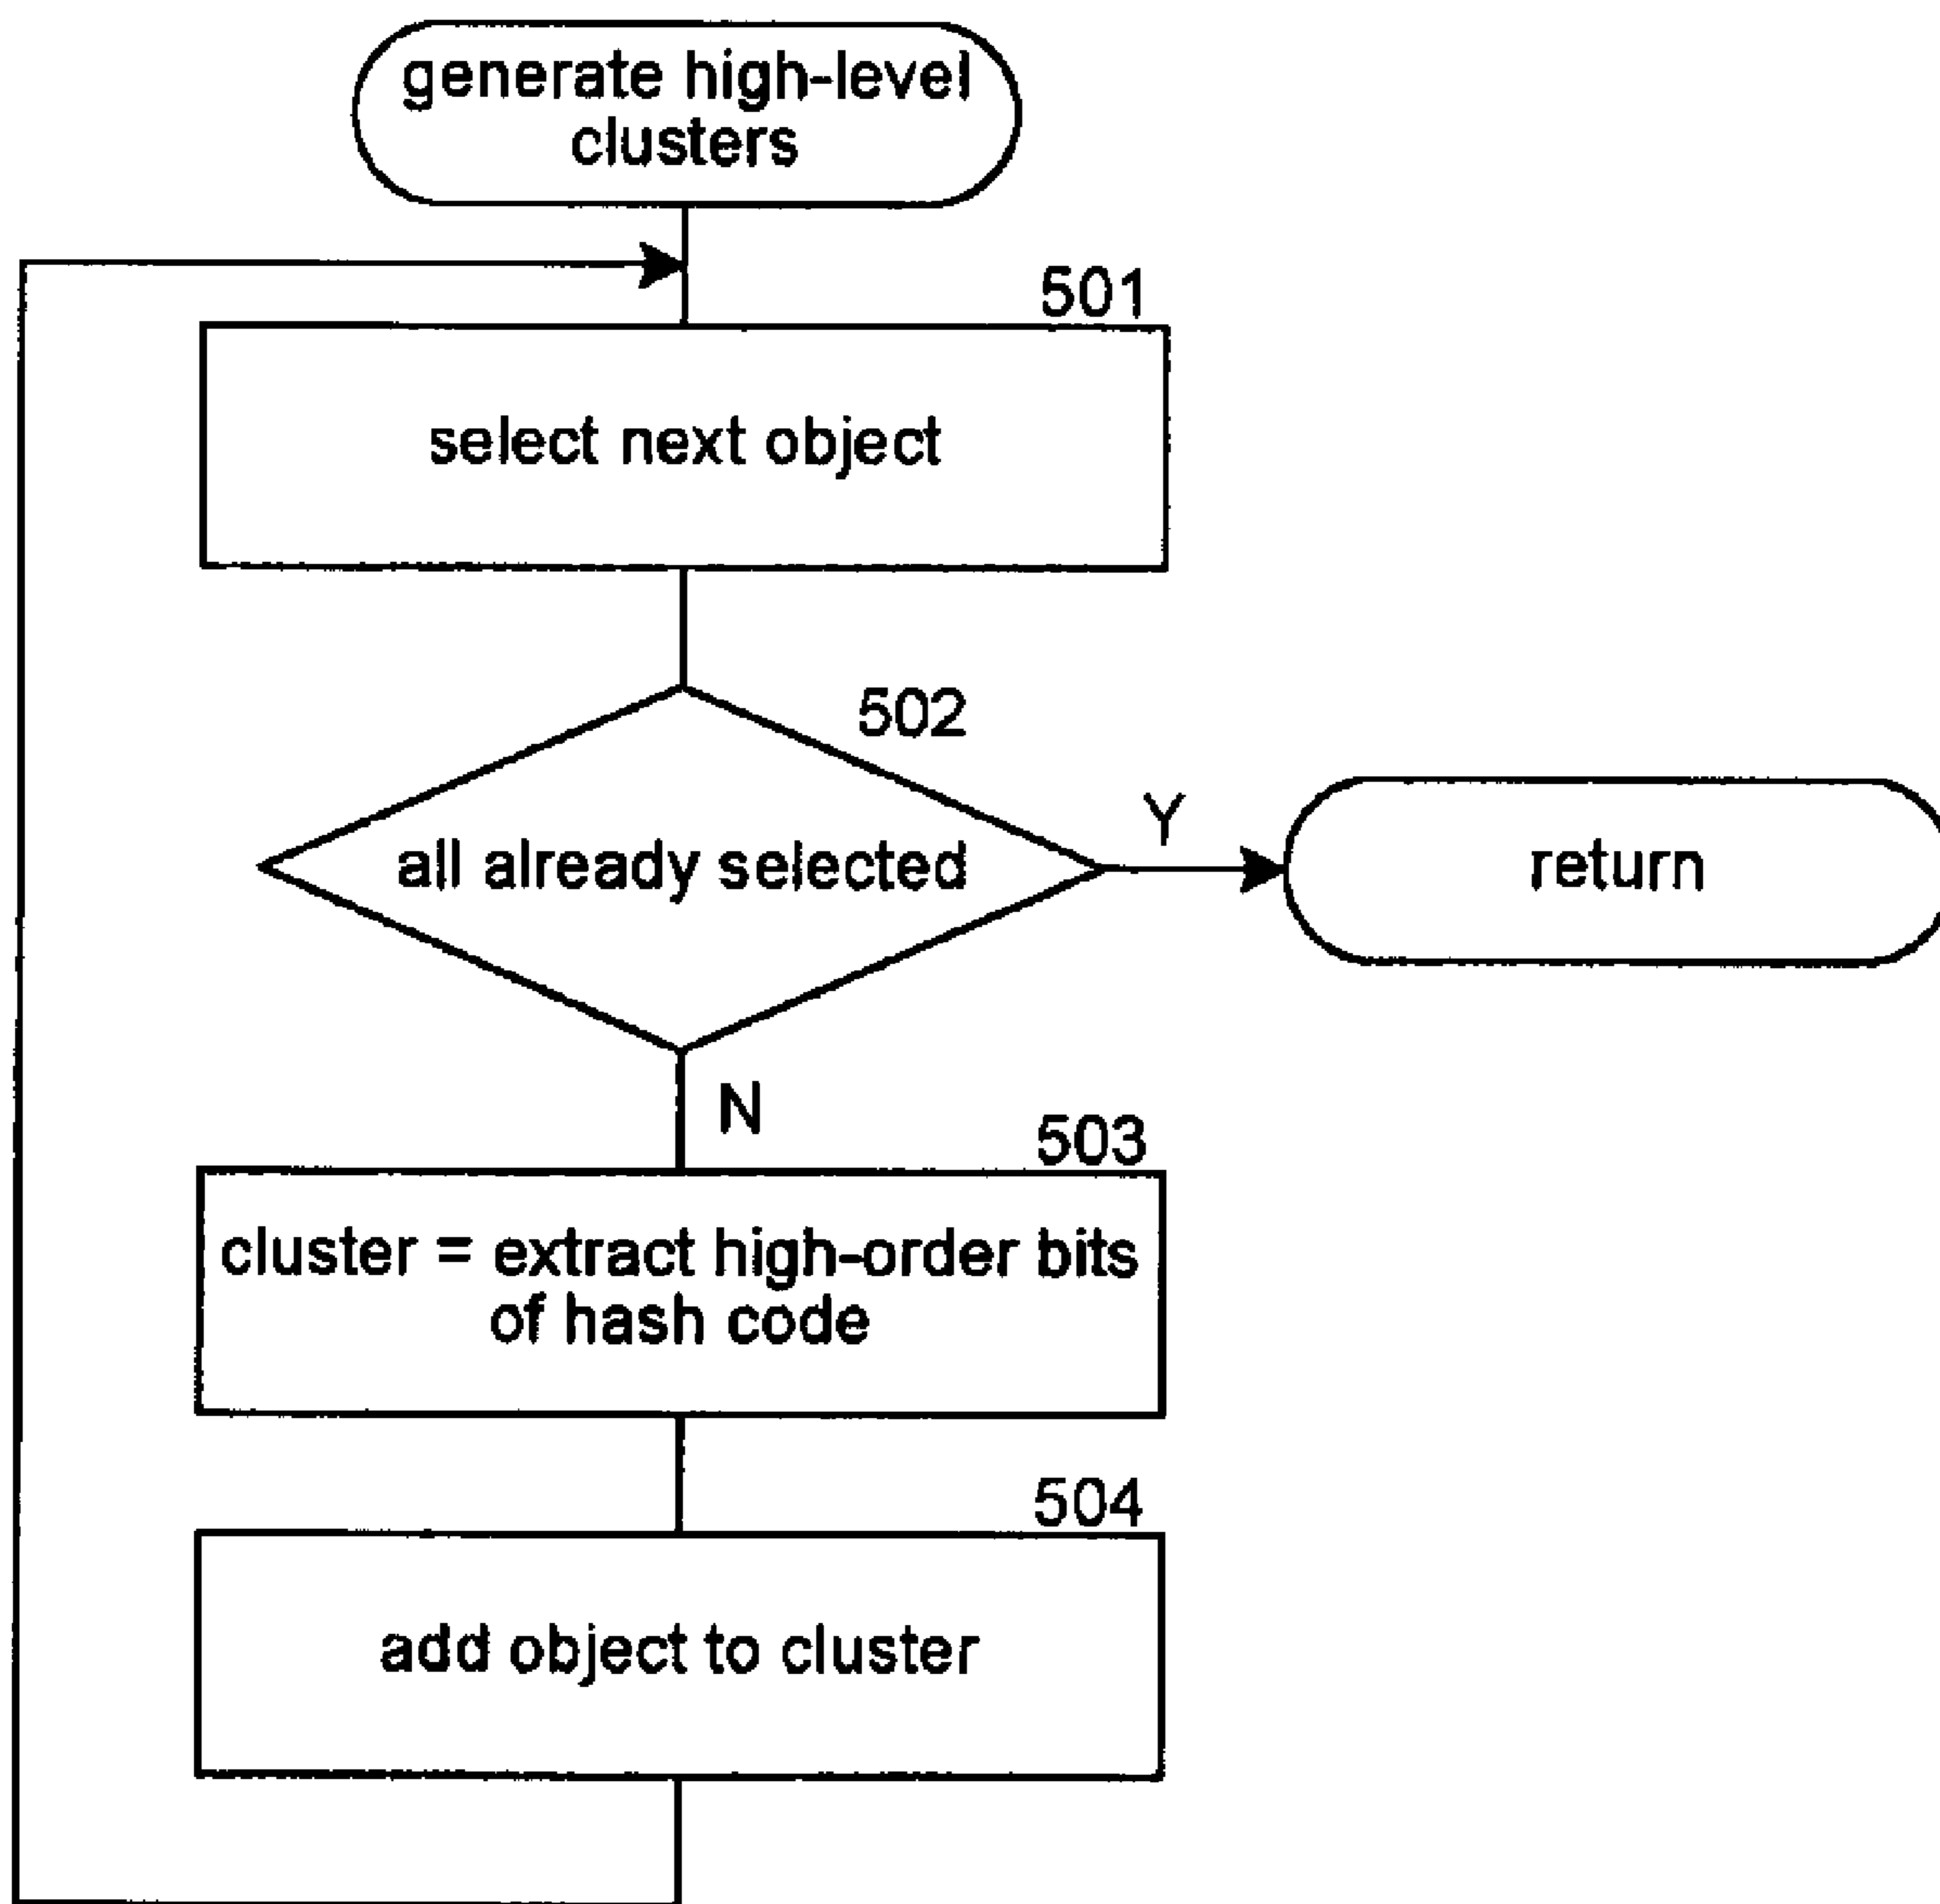 generate high-level
clusters
501
select next object
502
all already selected
Y
return
N
503
cluster = extract high-order bits
of hash code
504
add object to cluster